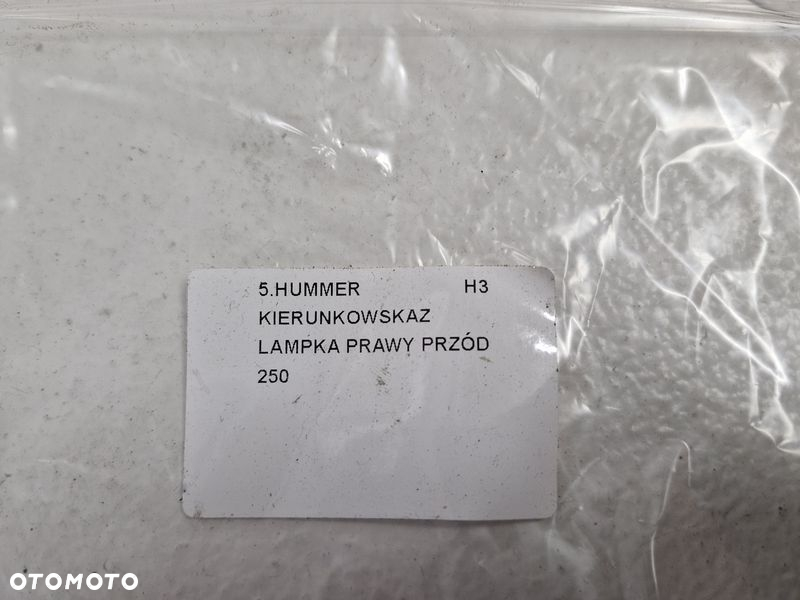 5.HUMMER H3
KIERUNKOWSKAZ
LAMPKA PRAWY PRZÓD
250
OTOMOTO